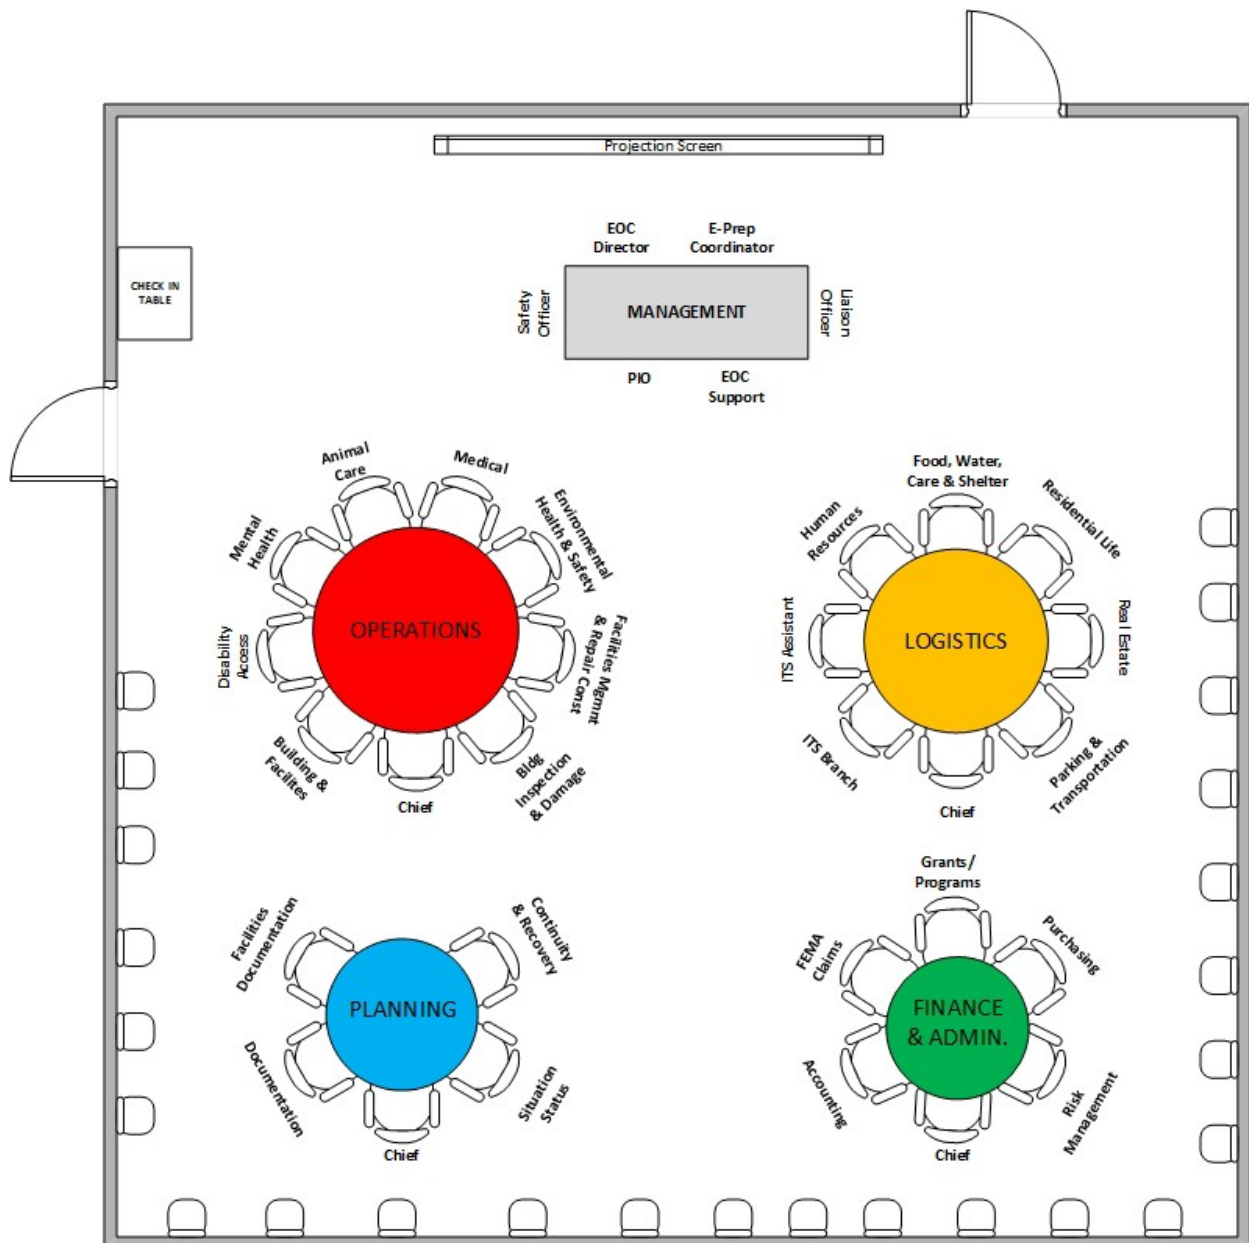 Projection Screen
EOC
Director
E-Prep
Coordinator
CHECK IN
TABLE
Safety
Officer
MANAGEMENT
Liaison
Officer
PIO
EOC
Support
Animal
Care
Medical
Mental
Health
Environmental
Health & Safety
Disability
Access
OPERATIONS
Facilities Mgmnt
& Repair Const
Building &
Facilites
Chief
Bldg
Inspection
& Damage
Food, Water,
Care & Shelter
Human
Resources
Residential Life
ITS Assistant
LOGISTICS
Real Estate
ITS Branch
Chief
Parking &
Transportation
Facilities
Documentation
Continuity
& Recovery
PLANNING
Documentation
Chief
Situation
Status
Grants/
Programs
FEMA
Claims
Purchasing
FINANCE
& ADMIN.
Accounting
Chief
Risk
Management